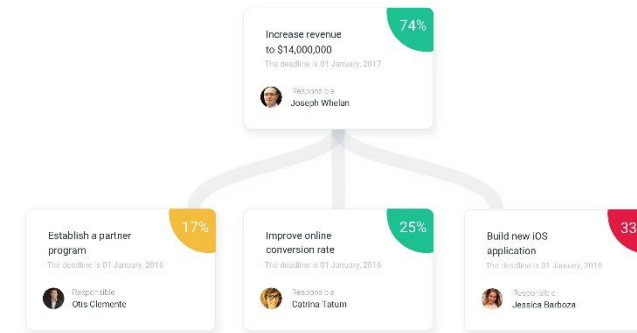 74%
Increase revenue
to $14,000,000
The deadline is 01 January, 2017
Responsible
Joseph Whelan
17%
Establish a partner
program
The deadline is 01 January, 2016
Responsible
Otis Clemente
25%
Improve online
conversion rate
The deadline is 01 January, 2016
Responsible
Catrina Tatum
33
Build new iOS
application
The deadline is 01 January, 2016
Responsible
Jessica Barboza